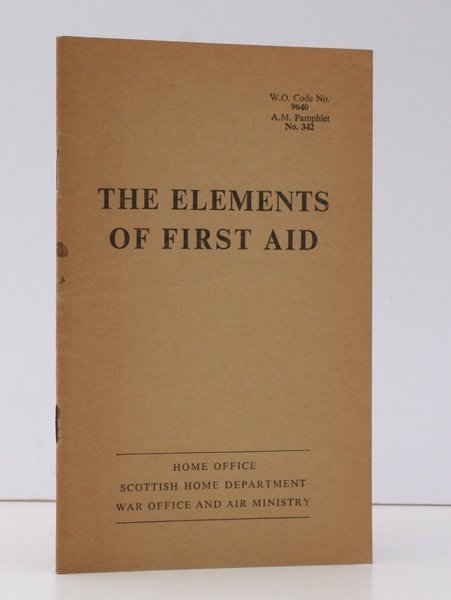 W.O. Code No.
9640
A.M. Pamphlet
No. 342
THE ELEMENTS
OF FIRST AID
HOME OFFICE
SCOTTISH HOME DEPARTMENT
WAR OFFICE AND AIR MINISTRY